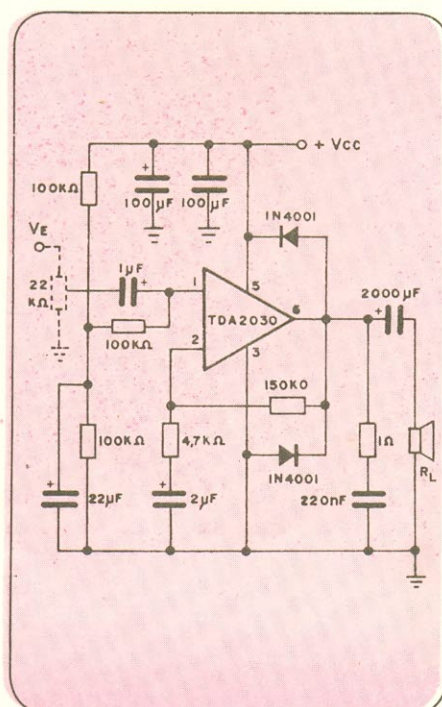 + Vcc
100KΩ
100µF
100µF
1N4001
VE
1µF
22
KΩ
1
5
TDA2030
6
2000µF
100KΩ
2
3
150KΩ
100KΩ
4,7KΩ
1Ω
1N4001
RL
22µF
2µF
220nF
+
+
+
+
+